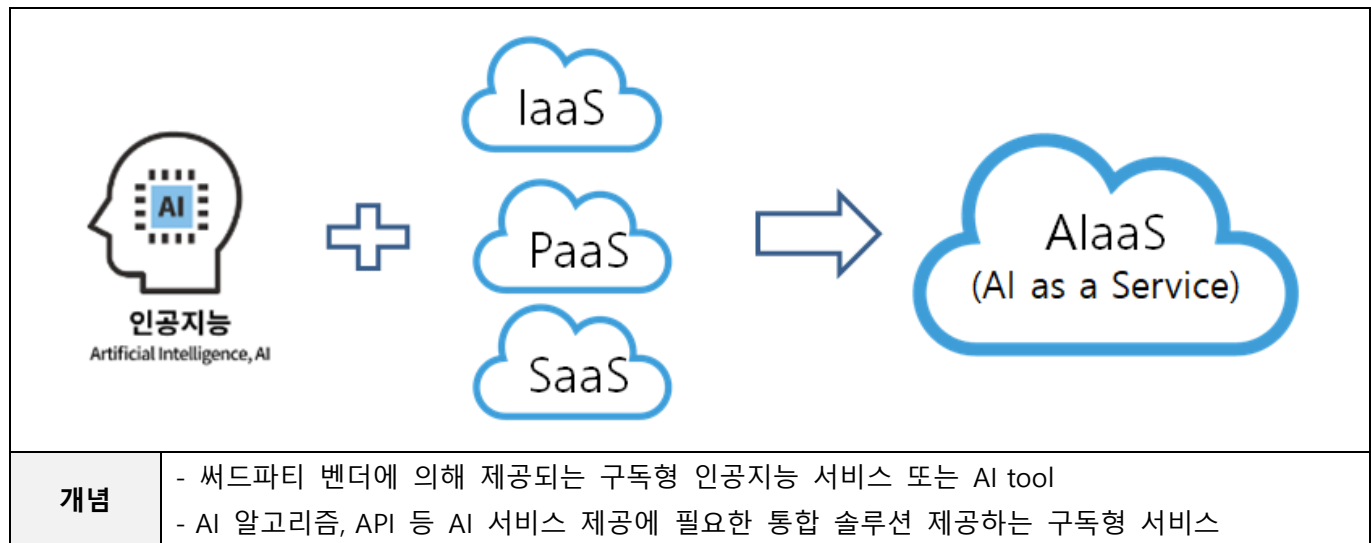 IaaS
AI
PaaS
AIaaS
(AI as a Service)
인공지능
Artificial Intelligence, AI
SaaS
개념
- 써드파티 벤더에 의해 제공되는 구독형 인공지능 서비스 또는 AI tool
- AI 알고리즘, API 등 AI 서비스 제공에 필요한 통합 솔루션 제공하는 구독형 서비스